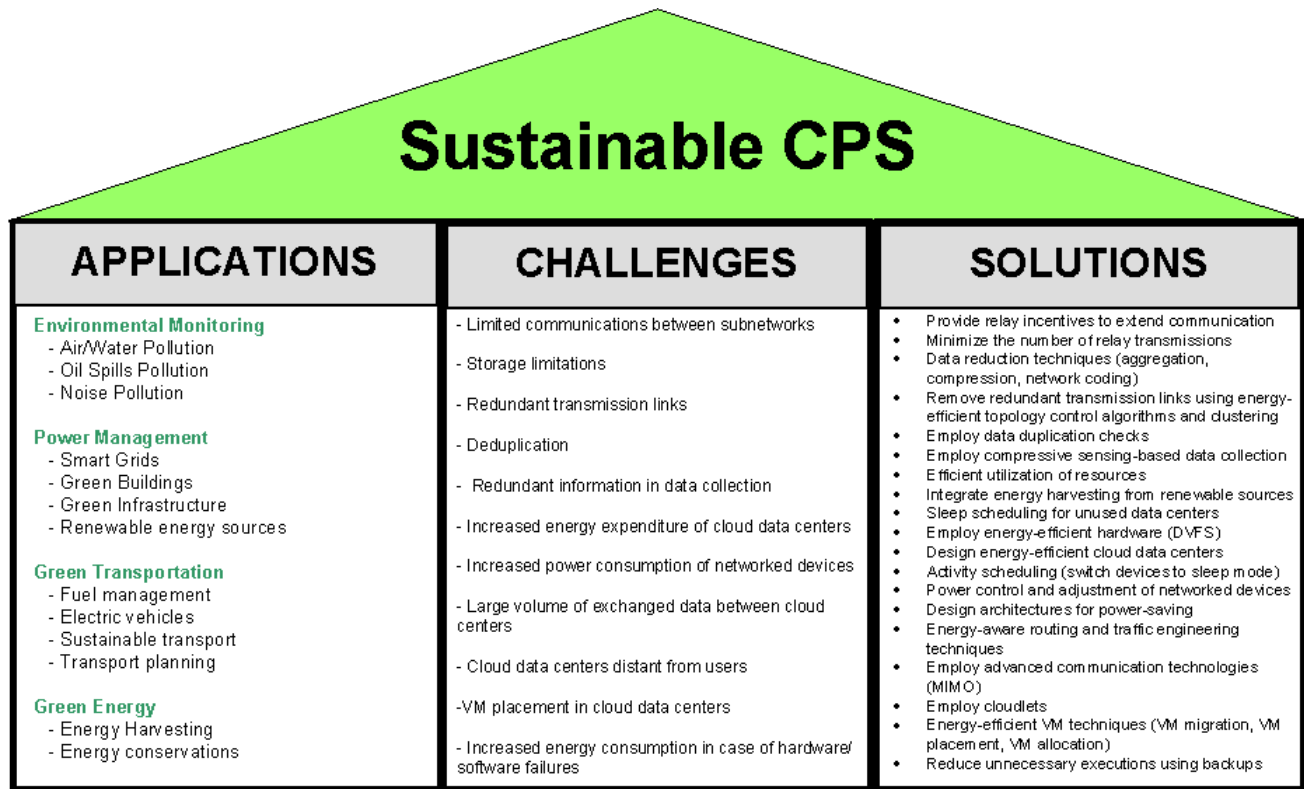 Sustainable CPS
APPLICATIONS
Environmental Monitoring
- Air/Water Pollution
- Oil Spills Pollution
- Noise Pollution
Power Management
- Smart Grids
- Green Buildings
- Green Infrastructure
- Renewable energy sources
Green Transportation
- Fuel management
- Electric vehicles
- Sustainable transport
- Transport planning
Green Energy
- Energy Harvesting
- Energy conservations
CHALLENGES
- Limited communications between subnetworks
- Storage limitations
- Redundant transmission links
- Deduplication
- Redundant information in data collection
- Increased energy expenditure of cloud data centers
- Increased power consumption of networked devices
- Large volume of exchanged data between cloud
centers
- Cloud data centers distant from users
-VM placement in cloud data centers
- Increased energy consumption in case of hardware/
software failures
SOLUTIONS
• Provide relay incentives to extend communication
• Minimize the number of relay transmissions
• Data reduction techniques (aggregation,
compression, network coding)
• Remove redundant transmission links using energy-
efficient topology control algorithms and clustering
• Employ data duplication checks
• Employ compressive sensing-based data collection
• Efficient utilization of resources
• Integrate energy harvesting from renewable sources
• Sleep scheduling for unused data centers
• Employ energy-efficient hardware (DVFS)
• Design energy-efficient cloud data centers
• Activity scheduling (switch devices to sleep mode)
• Power control and adjustment of networked devices
• Design architectures for power-saving
• Energy-aware routing and traffic engineering
techniques
• Employ advanced communication technologies
(MIMO)
• Employ cloudlets
• Energy-efficient VM techniques (VM migration, VM
placement, VM allocation)
• Reduce unnecessary executions using backups